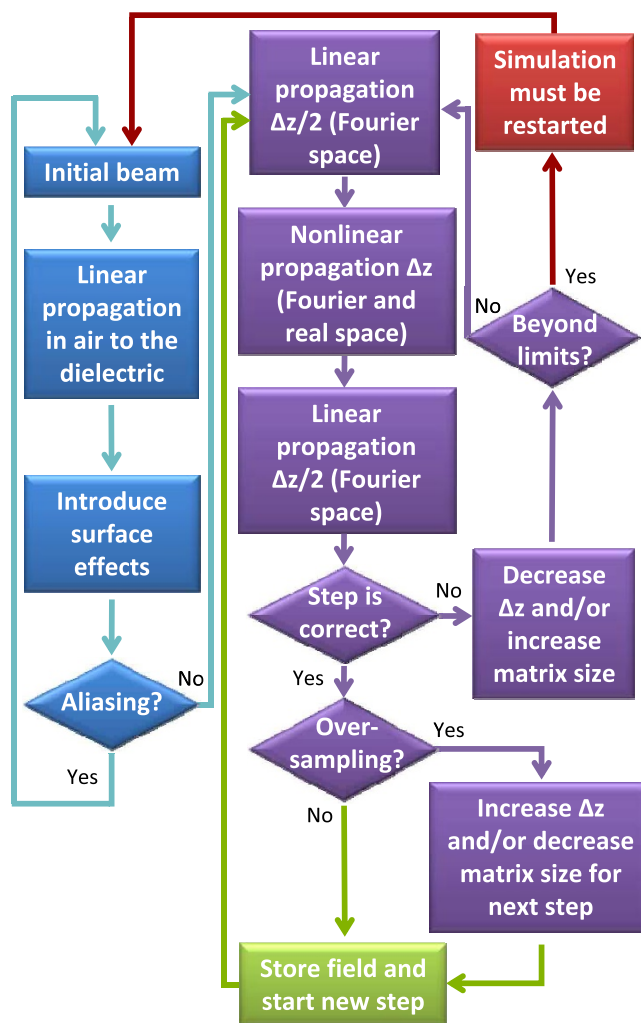 Initial beam
Linear
propagation
in air to the
dielectric
Introduce
surface
effects
Aliasing?
No
Yes
Linear
propagation
Δz/2 (Fourier
space)
Nonlinear
propagation Δz
(Fourier and
real space)
Linear
propagation
Δz/2 (Fourier
space)
Step is
correct?
No
Yes
Over-
sampling?
Yes
No
Store field and
start new step
Simulation
must be
restarted
Yes
No
Beyond
limits?
Decrease
Δz and/or
increase
matrix size
Increase Δz
and/or decrease
matrix size for
next step